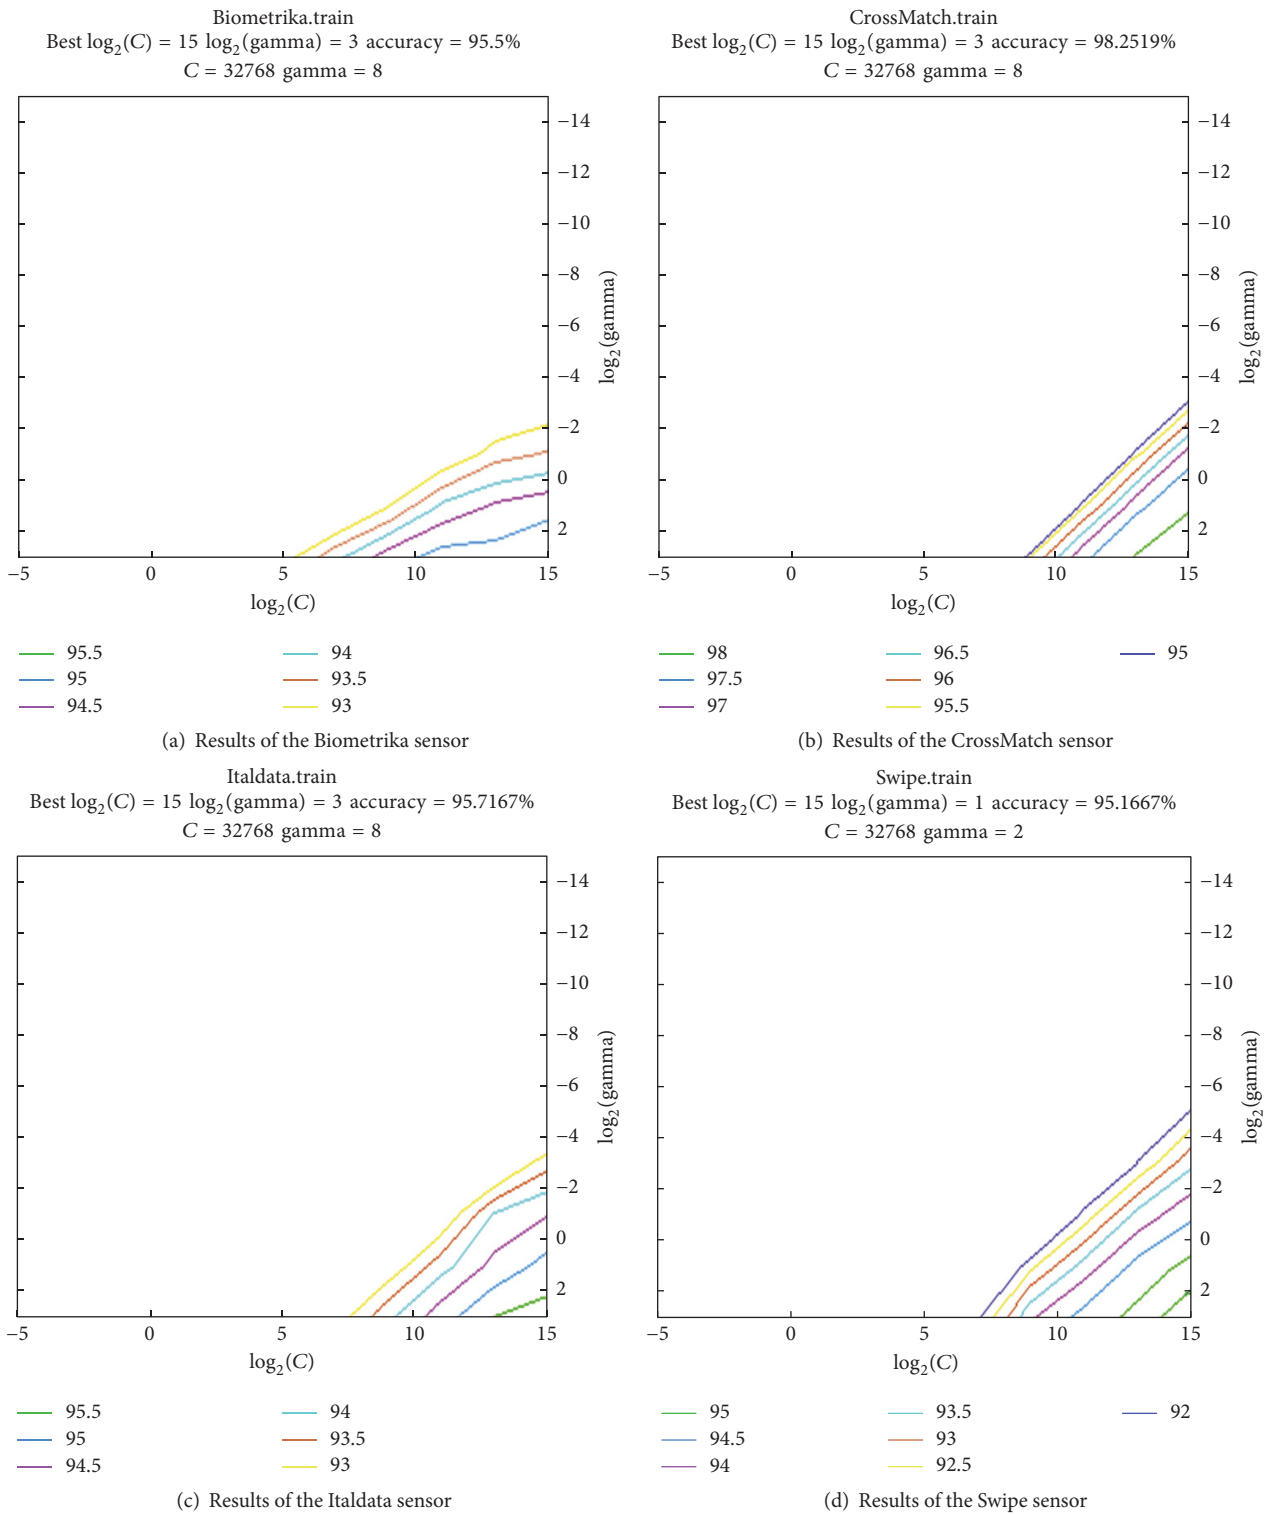 Biometrika.train
Best log₂(C) = 15 log₂(gamma) = 3 accuracy = 95.5%
C = 32768 gamma = 8
−14
−12
−10
−8
−6
−4
−2
0
2
log₂(gamma)
−5 0 5 10 15
log₂(C)
95.5 94
95 93.5
94.5 93
(a) Results of the Biometrika sensor
CrossMatch.train
Best log₂(C) = 15 log₂(gamma) = 3 accuracy = 98.2519%
C = 32768 gamma = 8
−14
−12
−10
−8
−6
−4
−2
0
2
log₂(gamma)
−5 0 5 10 15
log₂(C)
98 96.5 95
97.5 96
97 95.5
(b) Results of the CrossMatch sensor
Italdata.train
Best log₂(C) = 15 log₂(gamma) = 3 accuracy = 95.7167%
C = 32768 gamma = 8
−14
−12
−10
−8
−6
−4
−2
0
2
log₂(gamma)
−5 0 5 10 15
log₂(C)
95.5 94
95 93.5
94.5 93
(c) Results of the Italdata sensor
Swipe.train
Best log₂(C) = 15 log₂(gamma) = 1 accuracy = 95.1667%
C = 32768 gamma = 2
−14
−12
−10
−8
−6
−4
−2
0
2
log₂(gamma)
−5 0 5 10 15
log₂(C)
95 93.5 92
94.5 93
94 92.5
(d) Results of the Swipe sensor